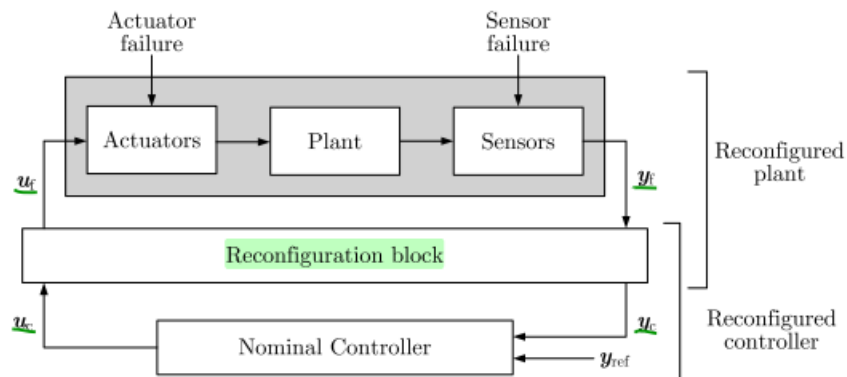 Actuator
failure
Sensor
failure
Actuators
Plant
Sensors
Reconfigured
plant
u_f
y_f
Reconfiguration block
u_c
y_c
Reconfigured
controller
Nominal Controller
y_ref